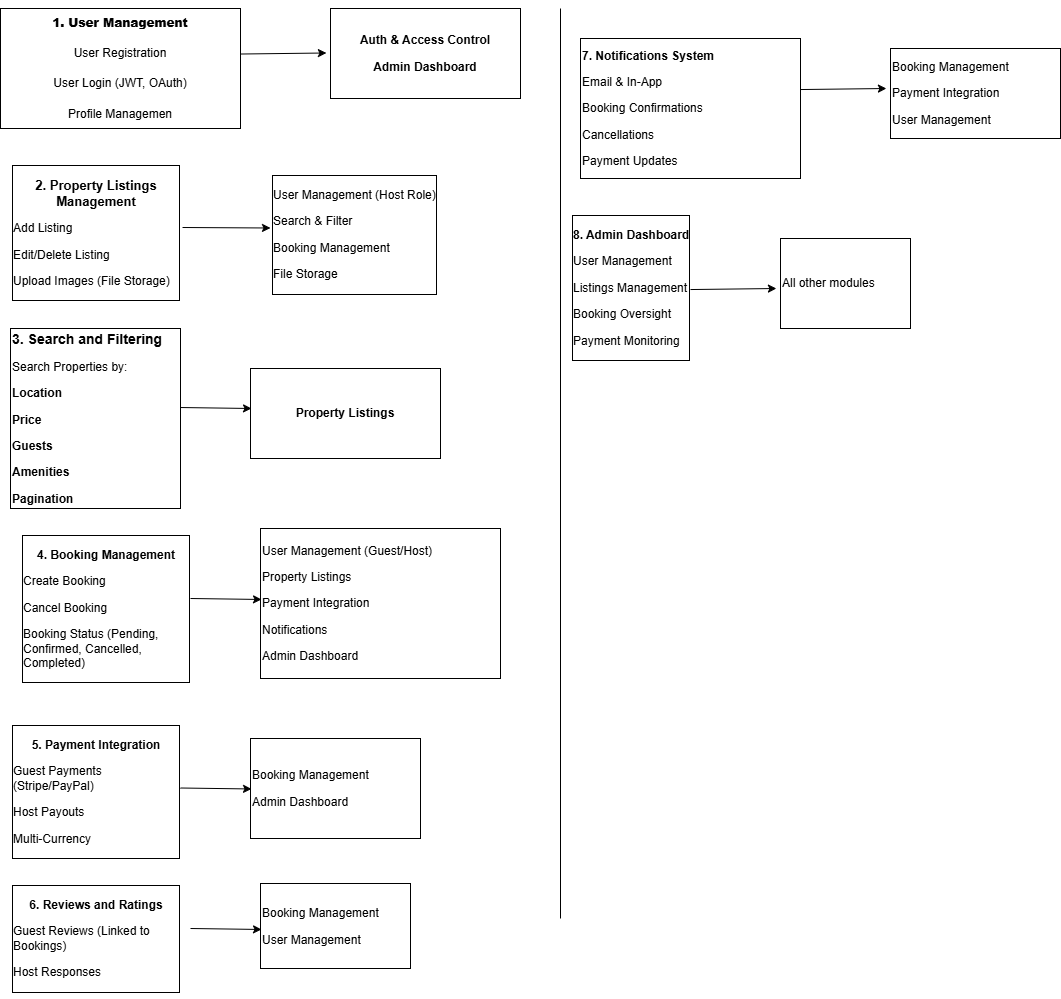 1. User Management
User Registration
User Login (JWT, OAuth)
Profile Managemen
Auth & Access Control
Admin Dashboard
2. Property Listings
Management
Add Listing
Edit/Delete Listing
Upload Images (File Storage)
User Management (Host Role)
Search & Filter
Booking Management
File Storage
3. Search and Filtering
Search Properties by:
Location
Price
Guests
Amenities
Pagination
Property Listings
4. Booking Management
Create Booking
Cancel Booking
Booking Status (Pending,
Confirmed, Cancelled,
Completed)
User Management (Guest/Host)
Property Listings
Payment Integration
Notifications
Admin Dashboard
5. Payment Integration
Guest Payments
(Stripe/PayPal)
Host Payouts
Multi-Currency
Booking Management
Admin Dashboard
6. Reviews and Ratings
Guest Reviews (Linked to
Bookings)
Host Responses
Booking Management
User Management
7. Notifications System
Email & In-App
Booking Confirmations
Cancellations
Payment Updates
Booking Management
Payment Integration
User Management
8. Admin Dashboard
User Management
Listings Management
Booking Oversight
Payment Monitoring
All other modules